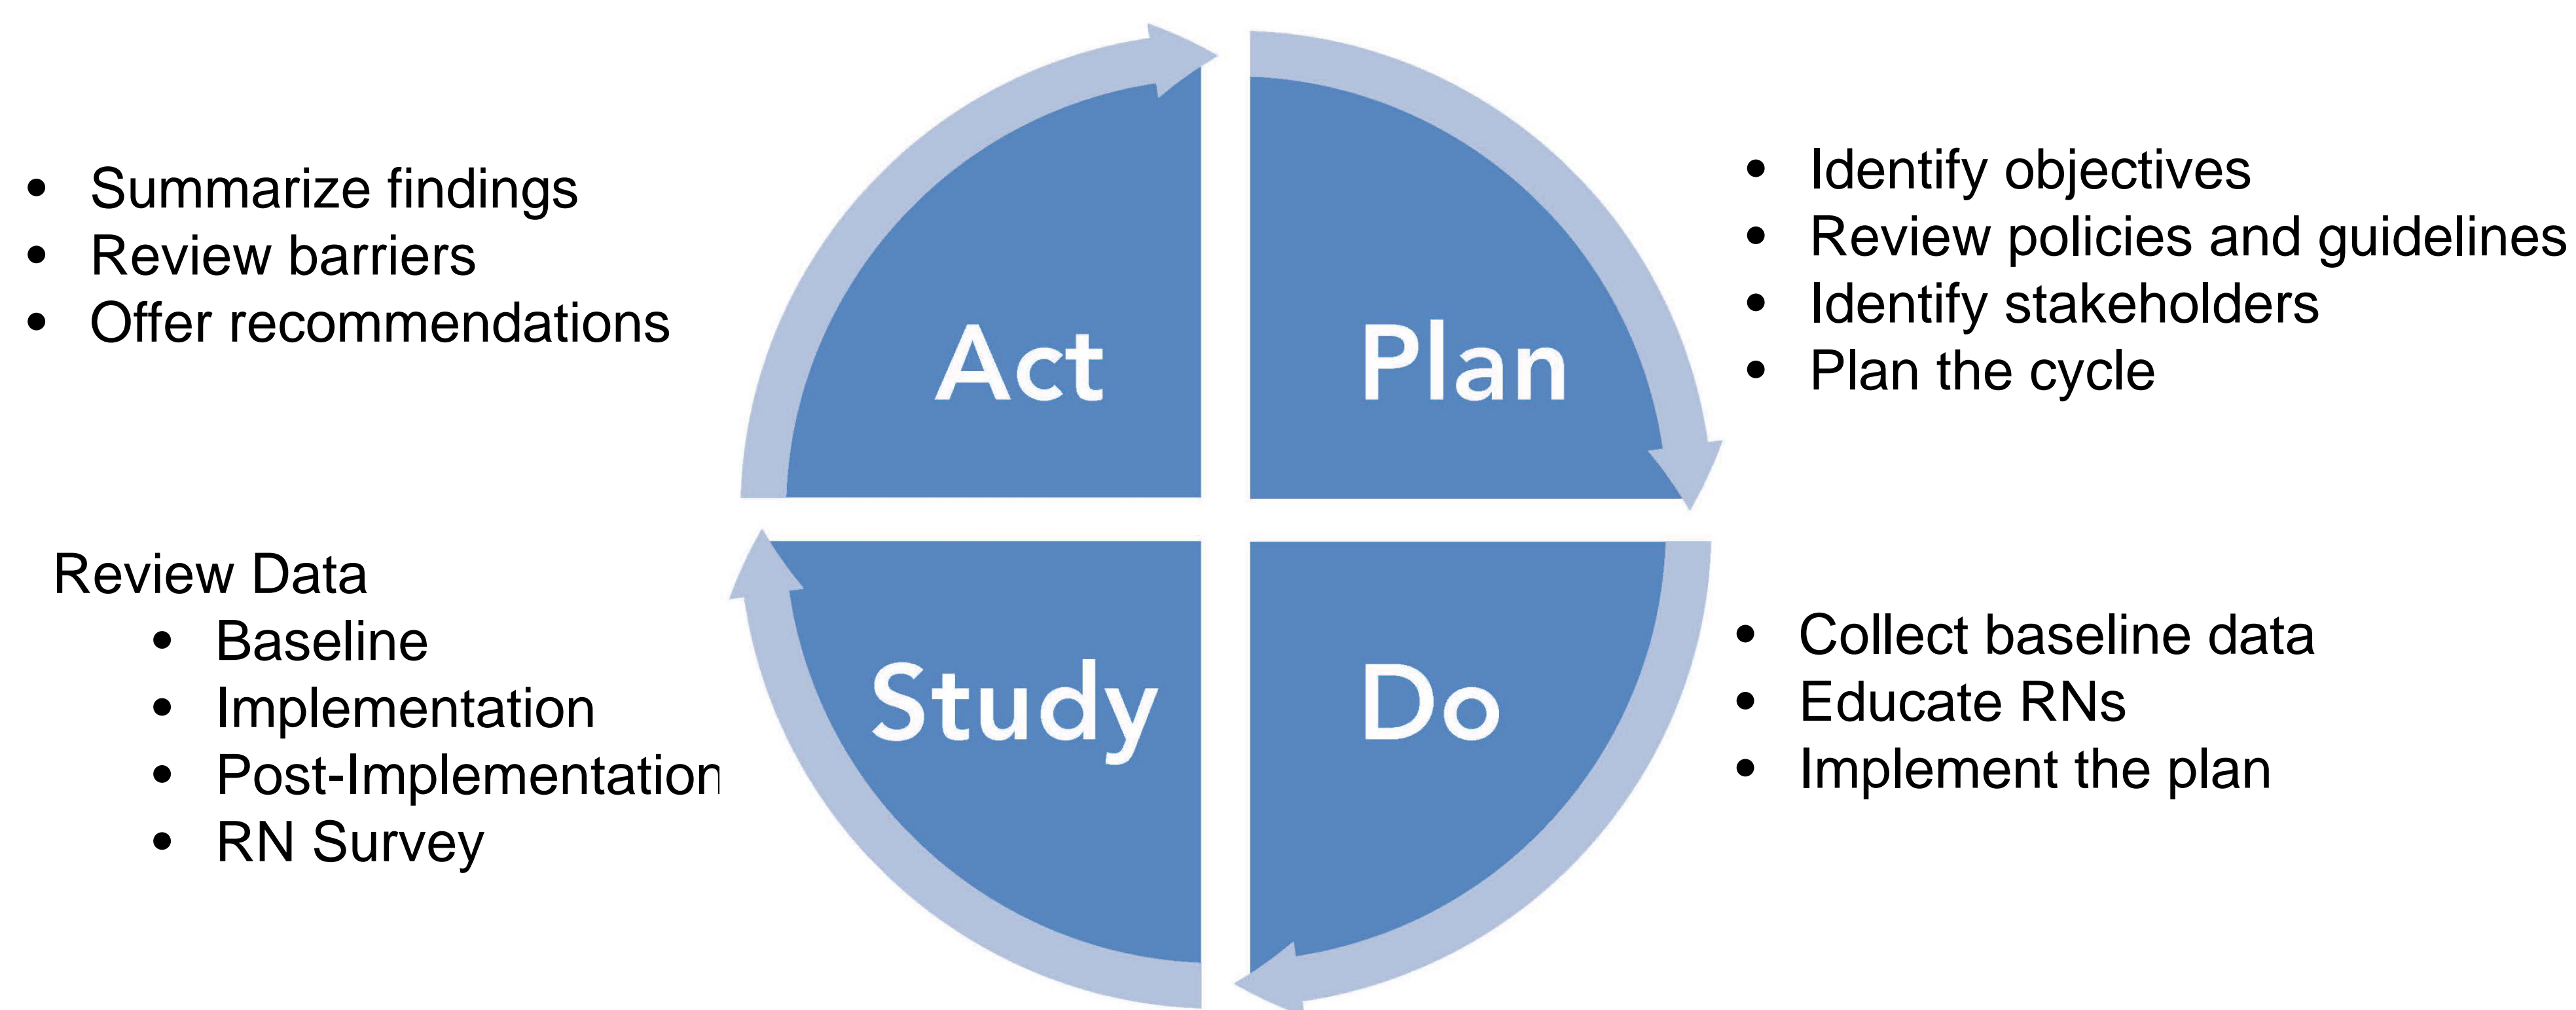 • Summarize findings
• Review barriers
• Offer recommendations
Act
Plan
• Identify objectives
• Review policies and guidelines
• Identify stakeholders
• Plan the cycle
Review Data
• Baseline
• Implementation
• Post-Implementation
• RN Survey
Study
Do
• Collect baseline data
• Educate RNs
• Implement the plan